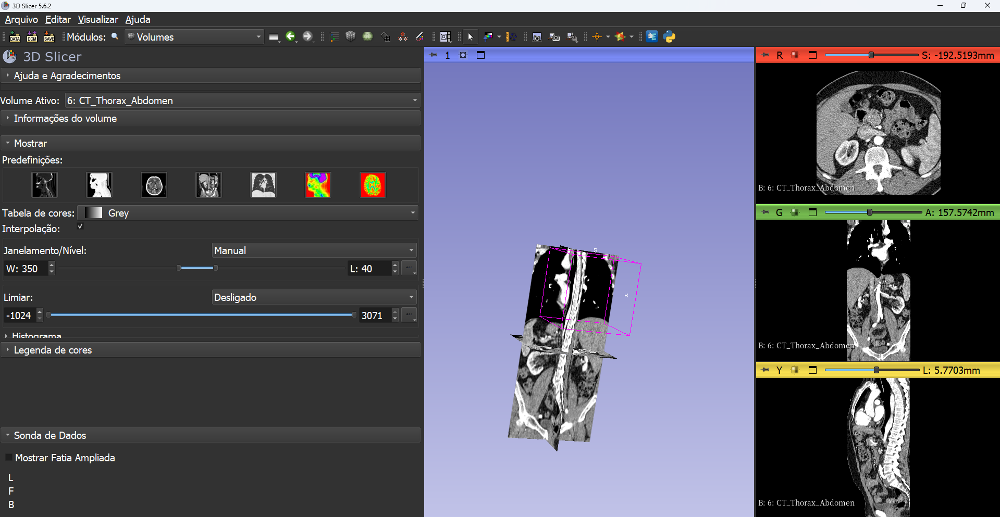 3D Slicer 5.6.2
Arquivo Editar Visualizar Ajuda
DATA DCM SAVE Módulos: Volumes
3D Slicer
Ajuda e Agradecimentos
Volume Ativo: 6: CT_Thorax_Abdomen
Informações do volume
Mostrar
Predefinições:
Tabela de cores: Grey
Interpolação:
Janelamento/Nível: Manual
W: 350 L: 40
Limiar: Desligado
-1024 3071
Histograma
Legenda de cores
Sonda de Dados
Mostrar Fatia Ampliada
L
F
B
1
S
R
R S: -192.5193mm
B: 6: CT_Thorax_Abdomen
G A: 157.5742mm
B: 6: CT_Thorax_Abdomen
Y L: 5.7703mm
B: 6: CT_Thorax_Abdomen